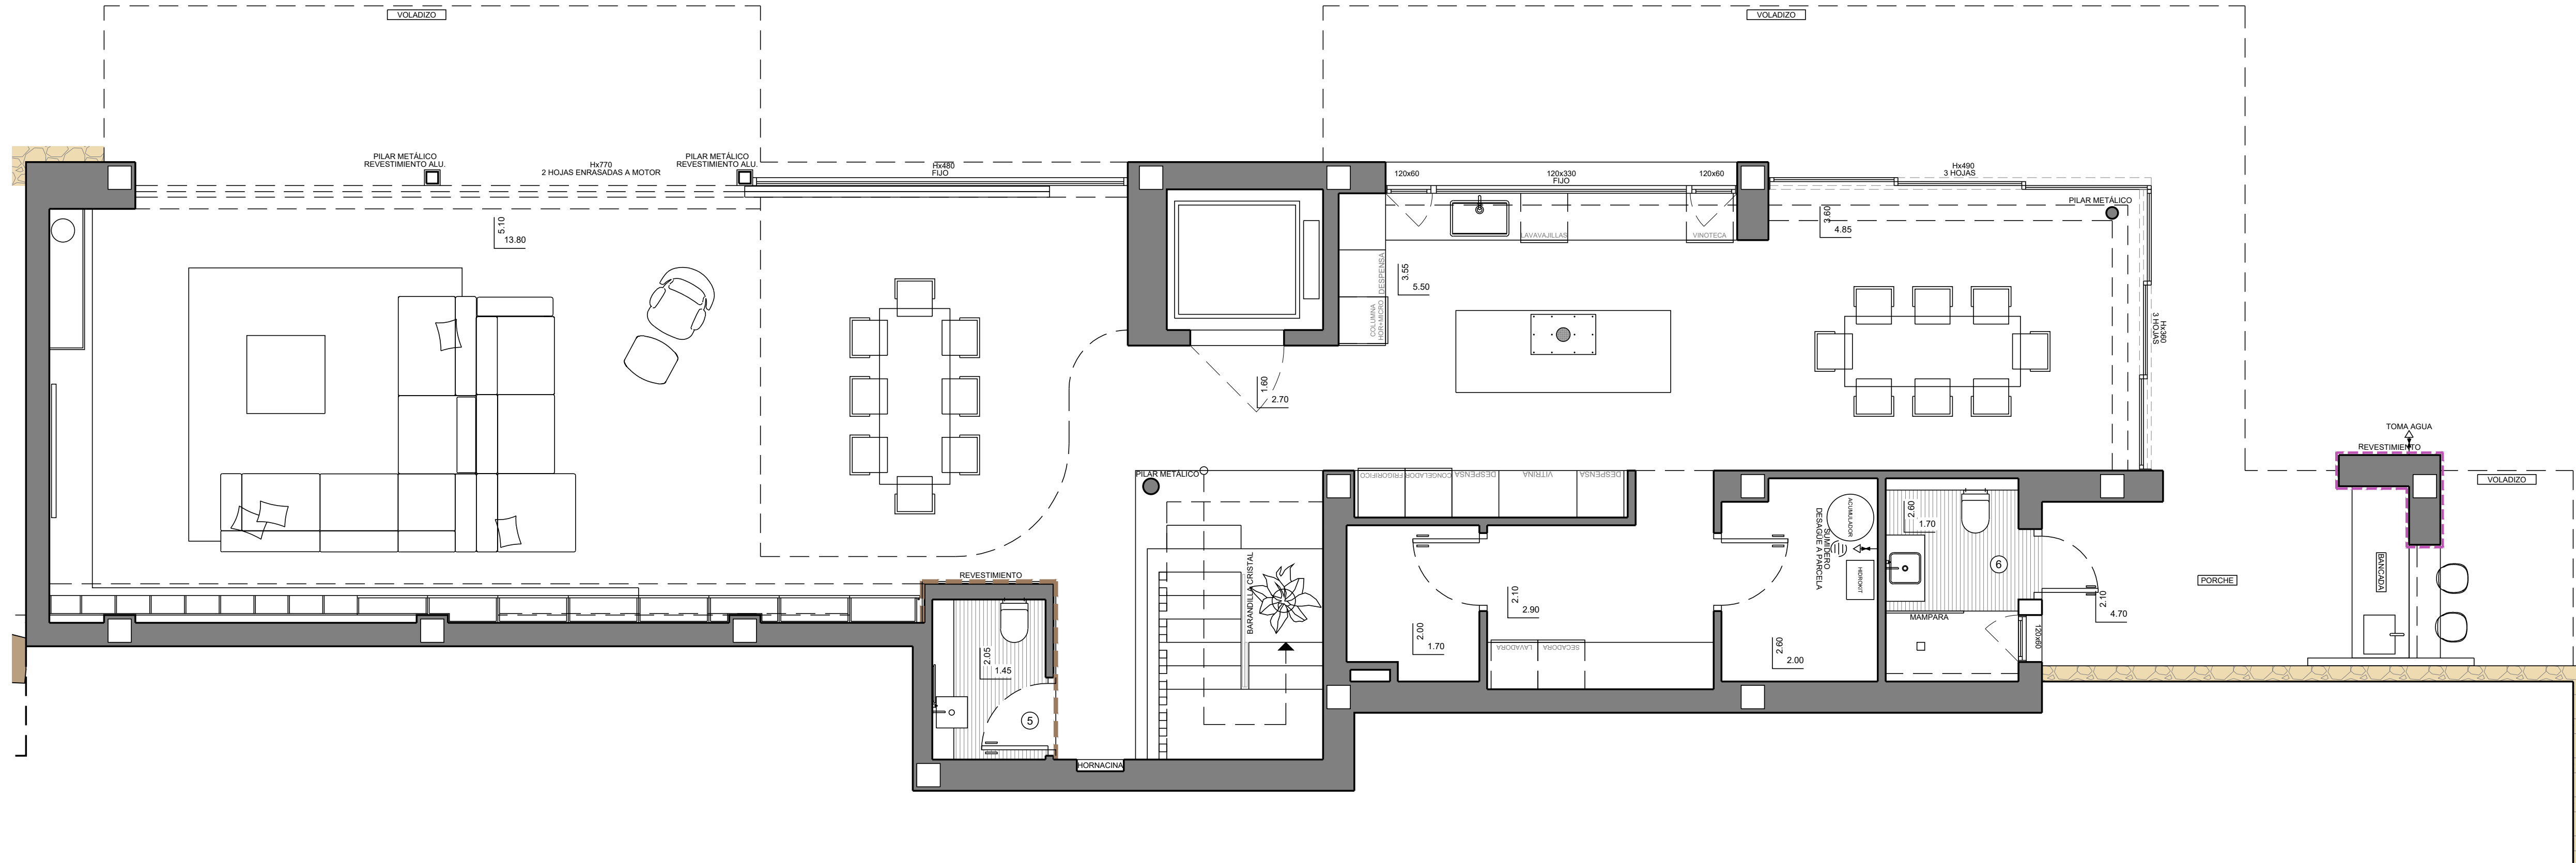 VOLADIZO
VOLADIZO
PILAR METÁLICO
REVESTIMIENTO ALU.
Hx770
2 HOJAS ENRASADAS A MOTOR
PILAR METÁLICO
REVESTIMIENTO ALU.
Hx480
FIJO
120x60
120x330
FIJO
120x60
Hx490
3 HOJAS
PILAR METÁLICO
5.10
13.80
LAVAVAJILLAS
VINOTECA
3.60
4.85
DESPENSA
3.55
5.50
COLUMNA
HOR+MICRO
Hx360
3 HOJAS
1.60
2.70
TOMA AGUA
REVESTIMIENTO
PILAR METÁLICO
FRIGORIFICO
CONGELADOR
DESPENSA
VITRINA
DESPENSA
VOLADIZO
ACUMULADOR
SUMIDERO
DESAGÜE A PARCELA
HIDROKIT
2.60
1.70
6
BARANDILLA CRISTAL
REVESTIMIENTO
BANCADA
PORCHE
2.10
2.90
2.10
4.70
MAMPARA
120x60
2.00
1.70
LAVADORA
SECADORA
2.60
2.00
2.05
1.45
5
HORNACINA